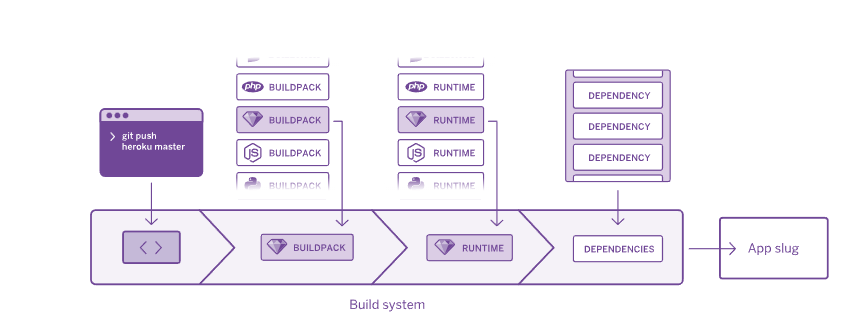 git push
heroku master
php BUILDPACK
BUILDPACK
JS BUILDPACK
BUILDPACK
php RUNTIME
RUNTIME
JS RUNTIME
RUNTIME
DEPENDENCY
DEPENDENCY
DEPENDENCY
BUILDPACK
RUNTIME
DEPENDENCIES
App slug
Build system